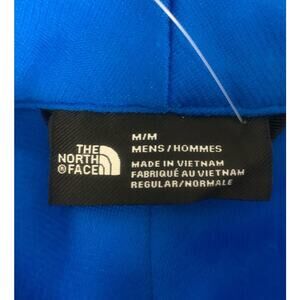 M/M
MENS/HOMMES
THE
NORTH
®FACE
MADE IN VIETNAM
FABRIQUÉ AU VIETNAM
REGULAR/NORMALE